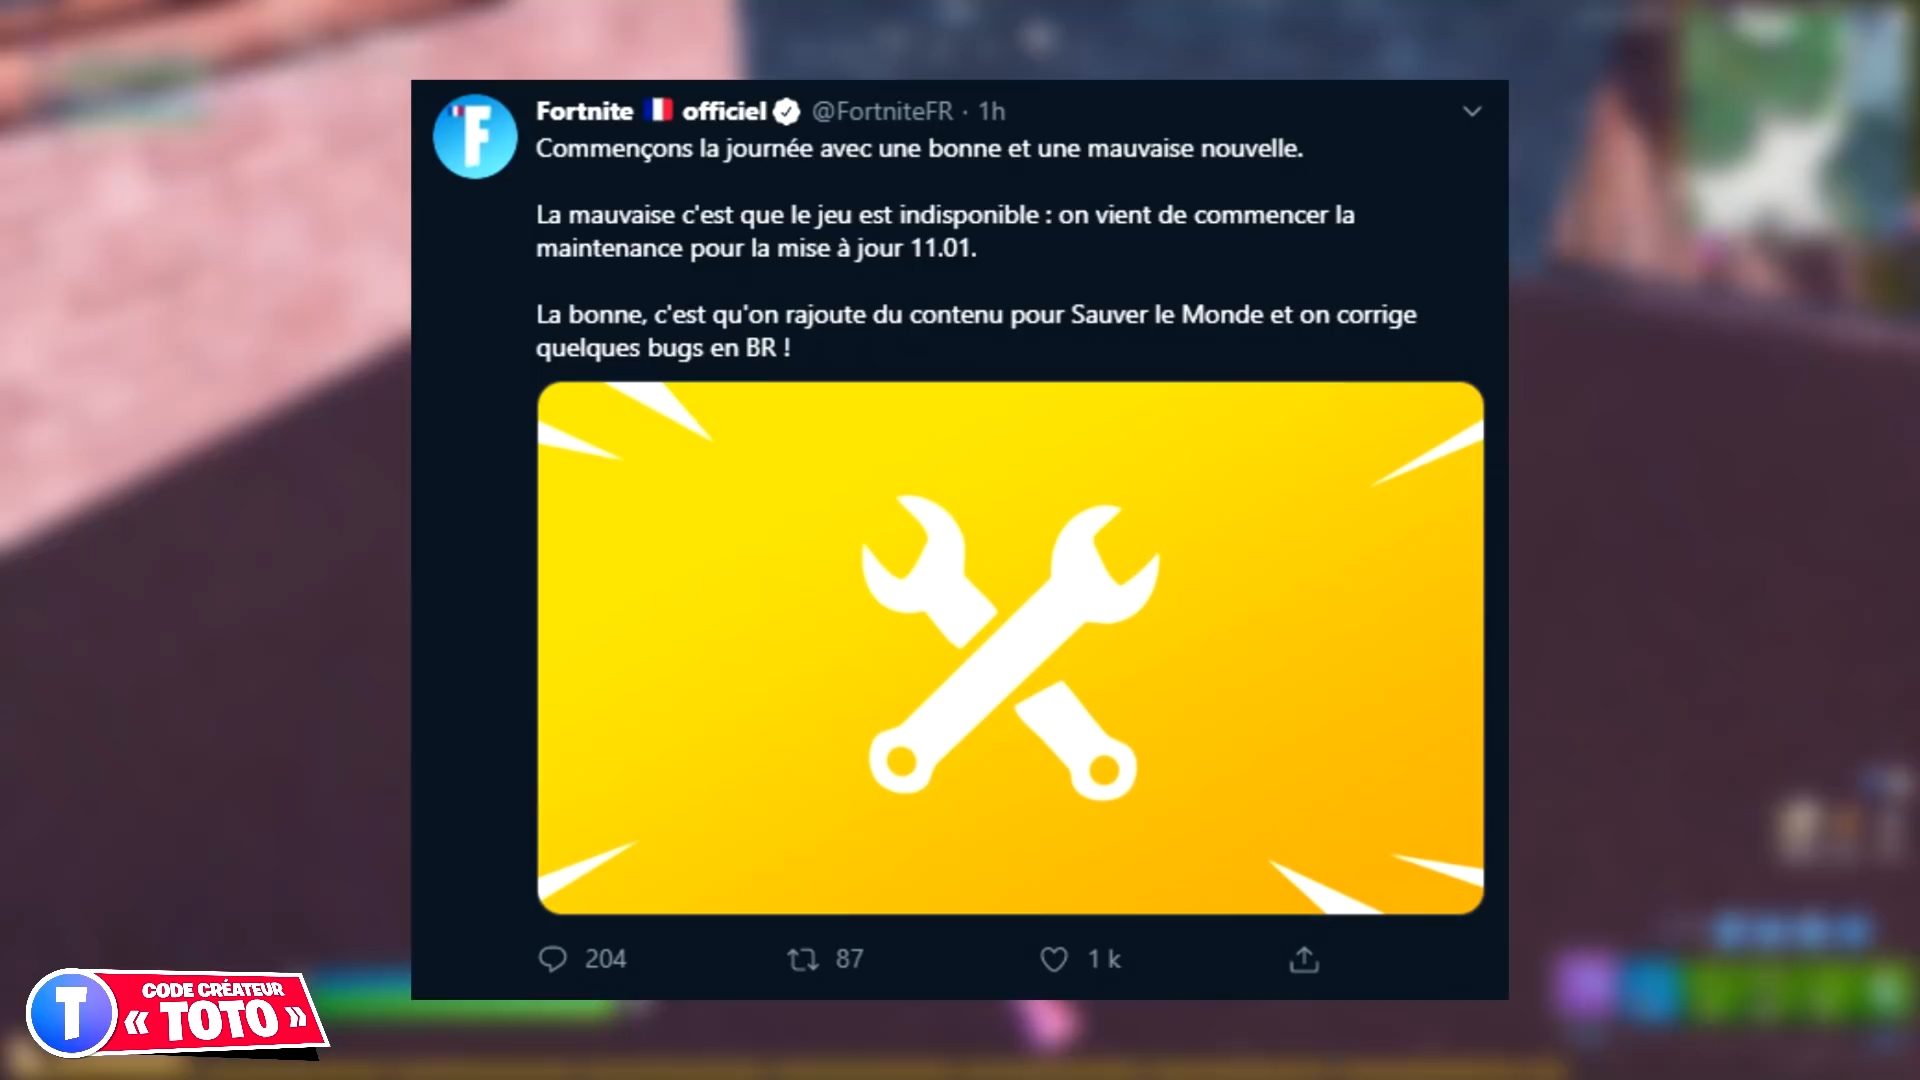 Fortnite 🇫🇷 officiel @FortniteFR · 1h
Commençons la journée avec une bonne et une mauvaise nouvelle.
La mauvaise c'est que le jeu est indisponible : on vient de commencer la
maintenance pour la mise à jour 11.01.
La bonne, c'est qu'on rajoute du contenu pour Sauver le Monde et on corrige
quelques bugs en BR !
204 87 1 k
T
CODE CRÉATEUR
« TOTO »